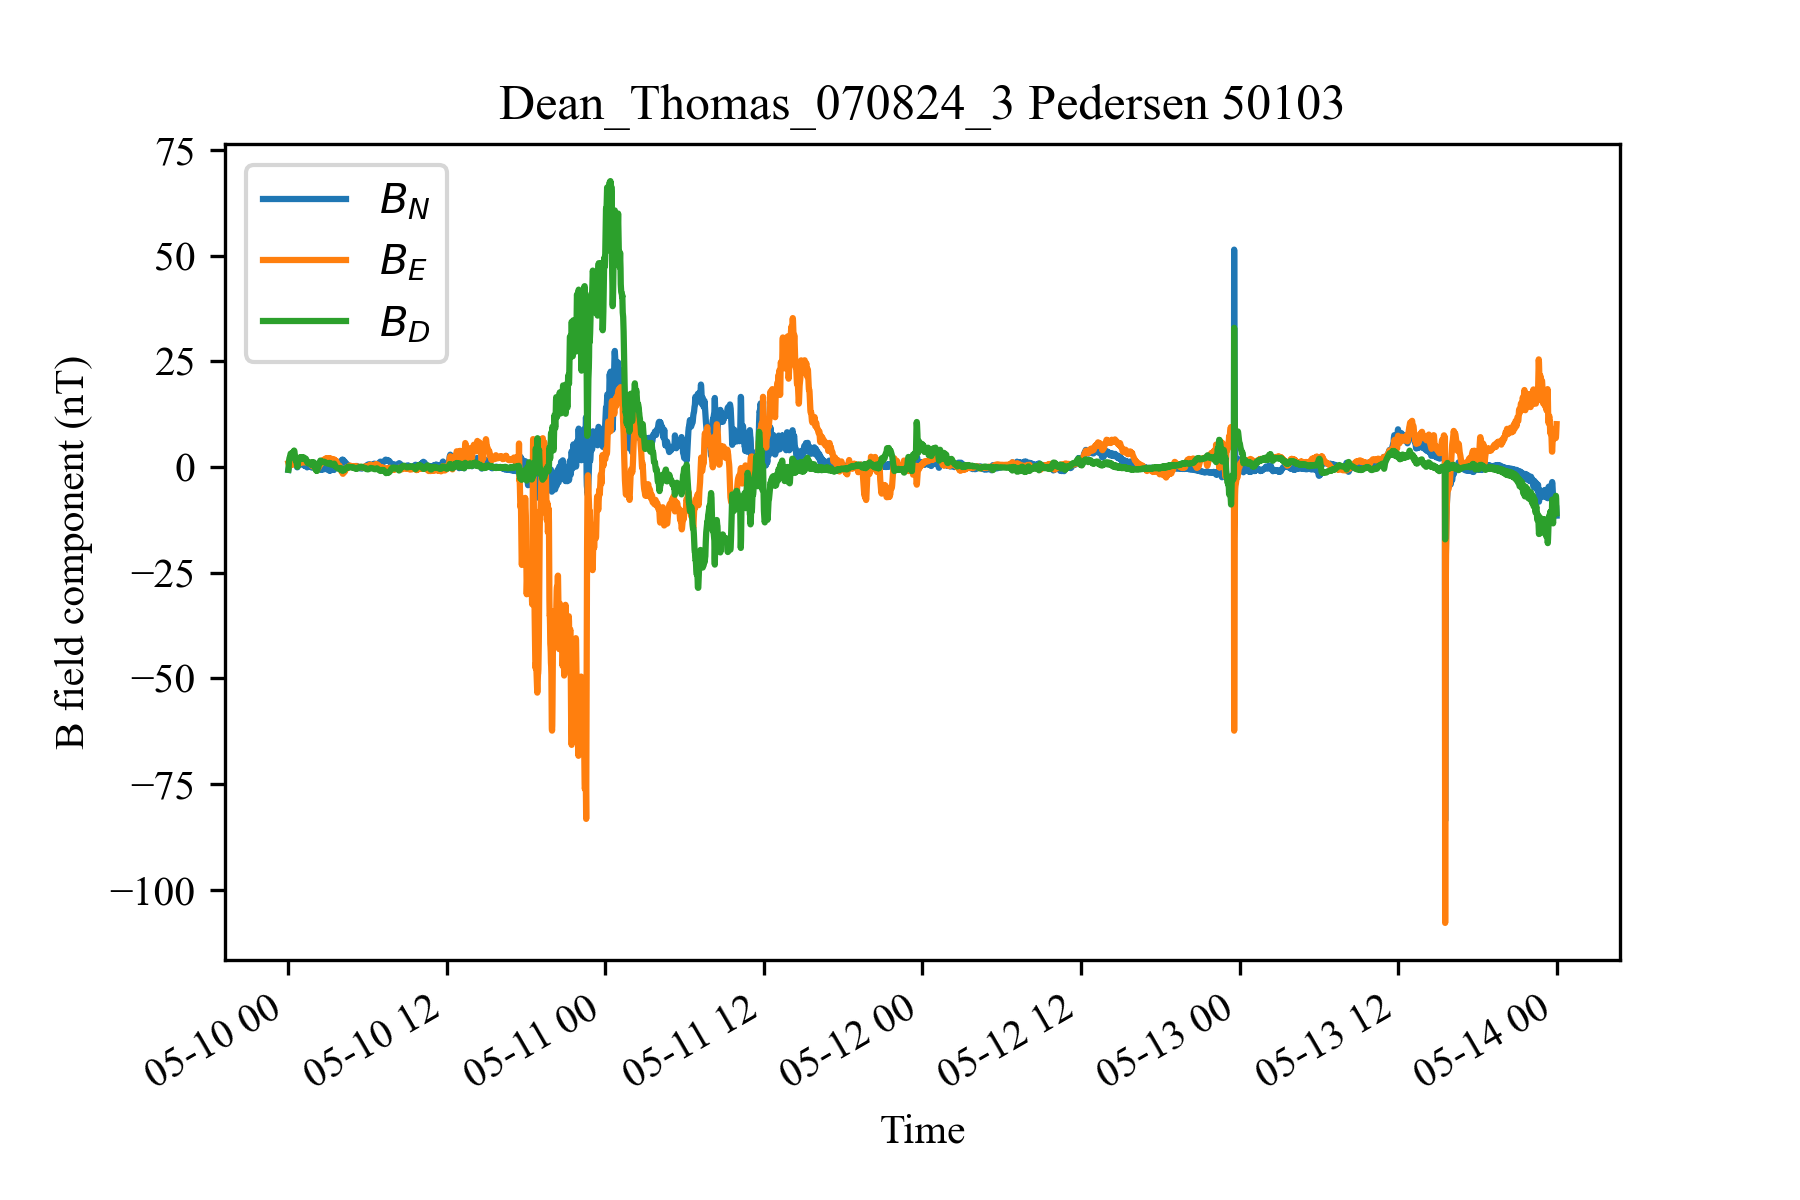 Dean_Thomas_070824_3 Pedersen 50103
75
50
25
0
−25
−50
−75
−100
B field component (nT)
B_N
B_E
B_D
05-10 00
05-10 12
05-11 00
05-11 12
05-12 00
05-12 12
05-13 00
05-13 12
05-14 00
Time